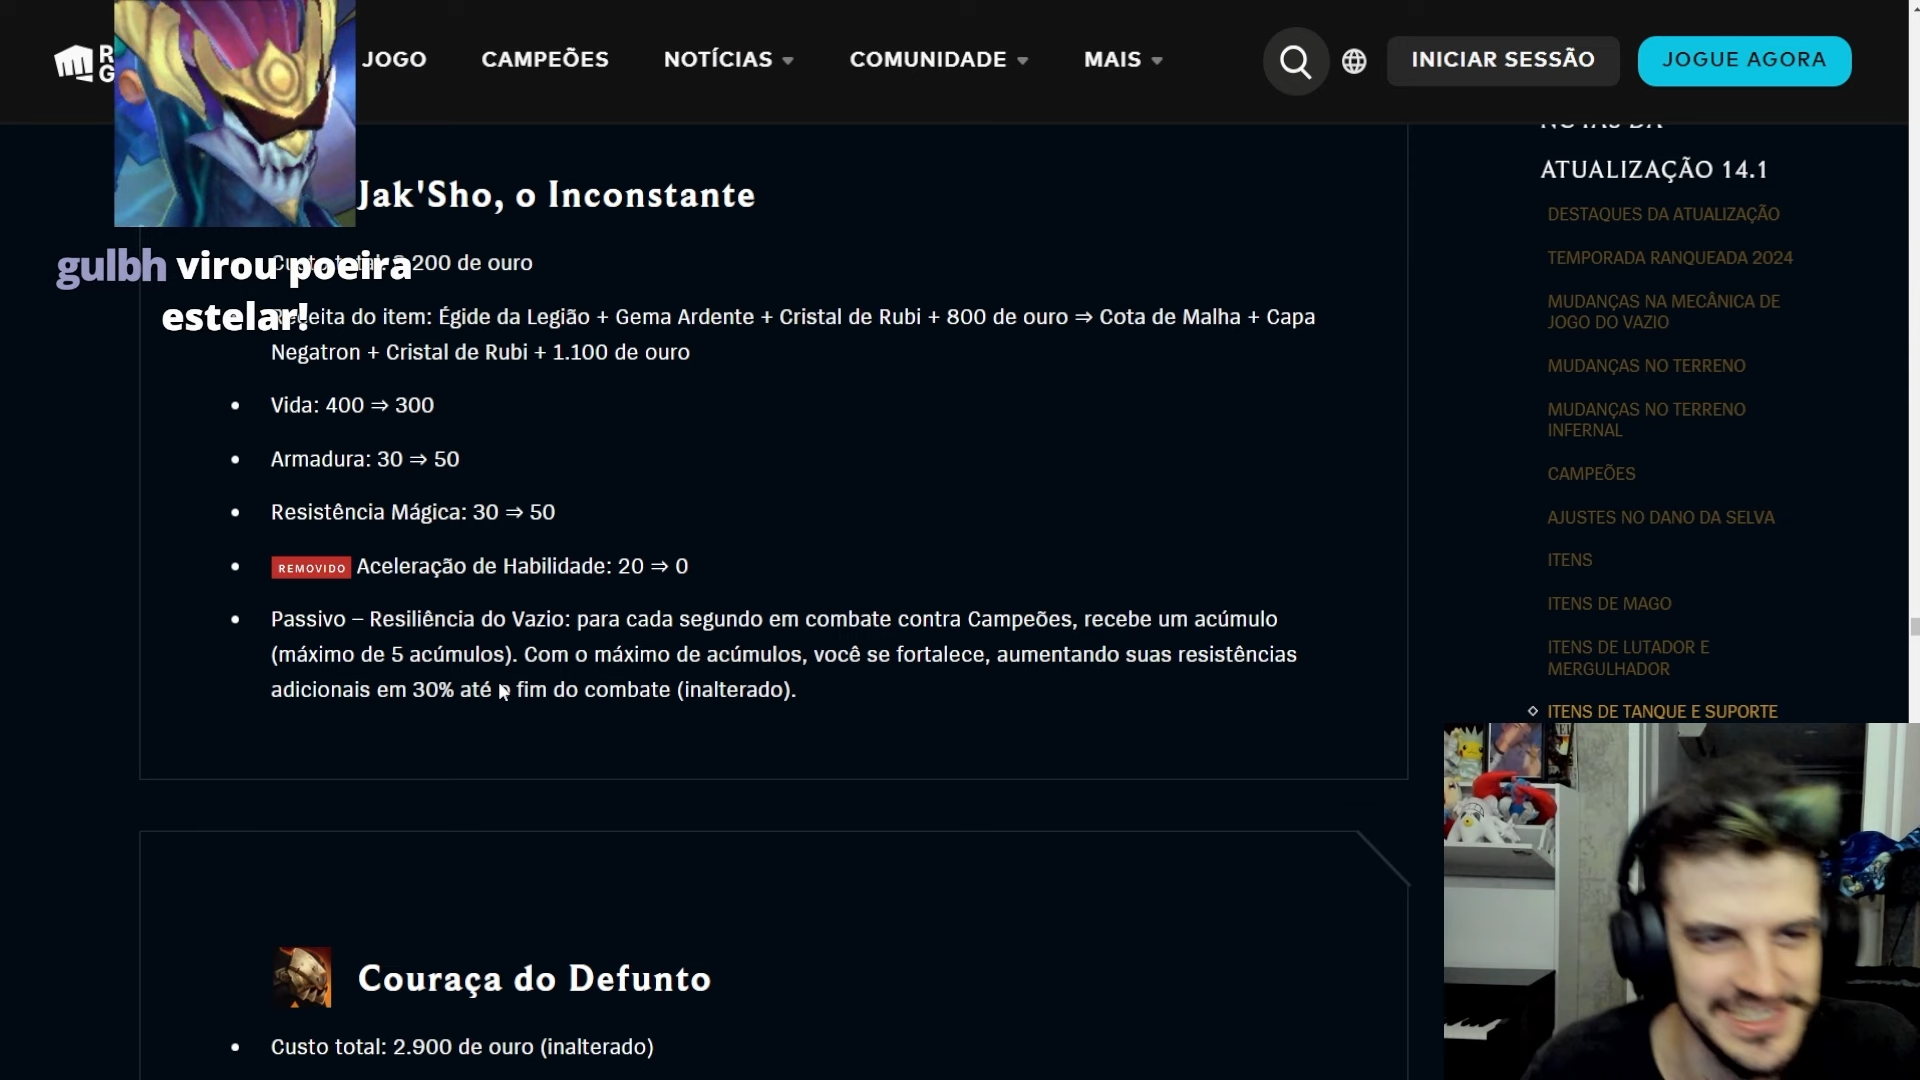 JOGO
CAMPEÕES
NOTÍCIAS
COMUNIDADE
MAIS
INICIAR SESSÃO
JOGUE AGORA
Jak'Sho, o Inconstante
gulbh virou poeira
estelar!
200 de ouro
Receita do item: Égide da Legião + Gema Ardente + Cristal de Rubi + 800 de ouro ⇒ Cota de Malha + Capa
Negatron + Cristal de Rubi + 1.100 de ouro
• Vida: 400 ⇒ 300
• Armadura: 30 ⇒ 50
• Resistência Mágica: 30 ⇒ 50
• REMOVIDO Aceleração de Habilidade: 20 ⇒ 0
• Passivo – Resiliência do Vazio: para cada segundo em combate contra Campeões, recebe um acúmulo
(máximo de 5 acúmulos). Com o máximo de acúmulos, você se fortalece, aumentando suas resistências
adicionais em 30% até o fim do combate (inalterado).
Couraça do Defunto
• Custo total: 2.900 de ouro (inalterado)
NOTAS DA
ATUALIZAÇÃO 14.1
DESTAQUES DA ATUALIZAÇÃO
TEMPORADA RANQUEADA 2024
MUDANÇAS NA MECÂNICA DE
JOGO DO VAZIO
MUDANÇAS NO TERRENO
MUDANÇAS NO TERRENO
INFERNAL
CAMPEÕES
AJUSTES NO DANO DA SELVA
ITENS
ITENS DE MAGO
ITENS DE LUTADOR E
MERGULHADOR
ITENS DE TANQUE E SUPORTE